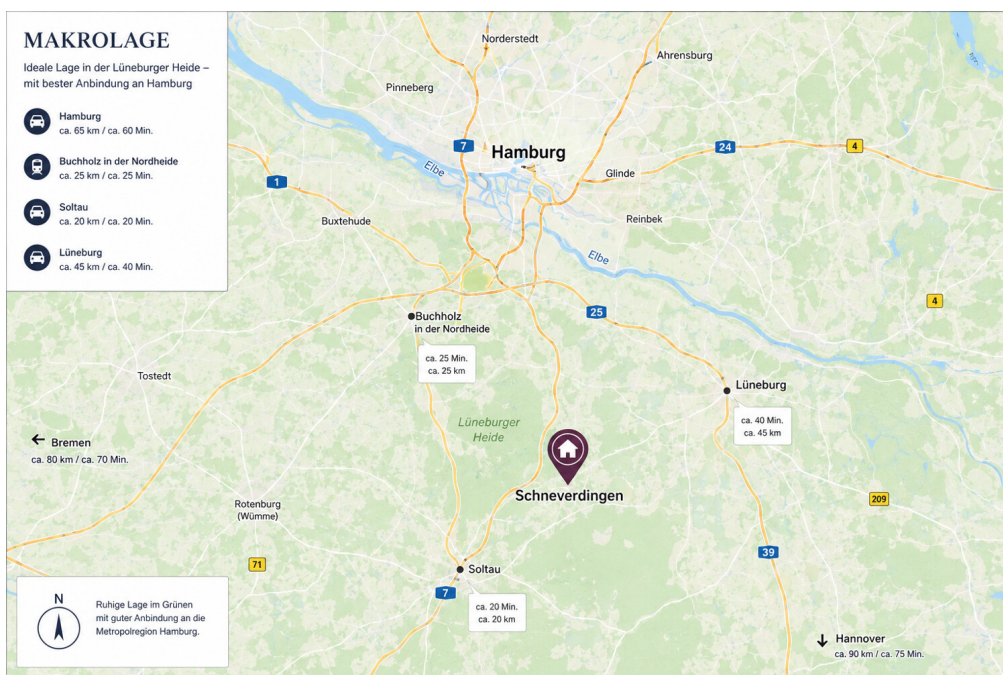 MAKROLAGE
Ideale Lage in der Lüneburger Heide –
mit bester Anbindung an Hamburg
Hamburg
ca. 65 km / ca. 60 Min.
Buchholz in der Nordheide
ca. 25 km / ca. 25 Min.
Soltau
ca. 20 km / ca. 20 Min.
Lüneburg
ca. 45 km / ca. 40 Min.
Norderstedt
Ahrensburg
Pinneberg
7
Hamburg
24
4
Elbe
Glinde
1
Buxtehude
Reinbek
Elbe
4
25
Buchholz
in der Nordheide
ca. 25 Min.
ca. 25 km
Tostedt
Lüneburg
ca. 40 Min.
ca. 45 km
Lüneburger
Heide
Bremen
ca. 80 km / ca. 70 Min.
Schneverdingen
209
Rotenburg
(Wümme)
39
71
Soltau
7
ca. 20 Min.
ca. 20 km
N
Ruhige Lage im Grünen
mit guter Anbindung an die
Metropolregion Hamburg.
Hannover
ca. 90 km / ca. 75 Min.